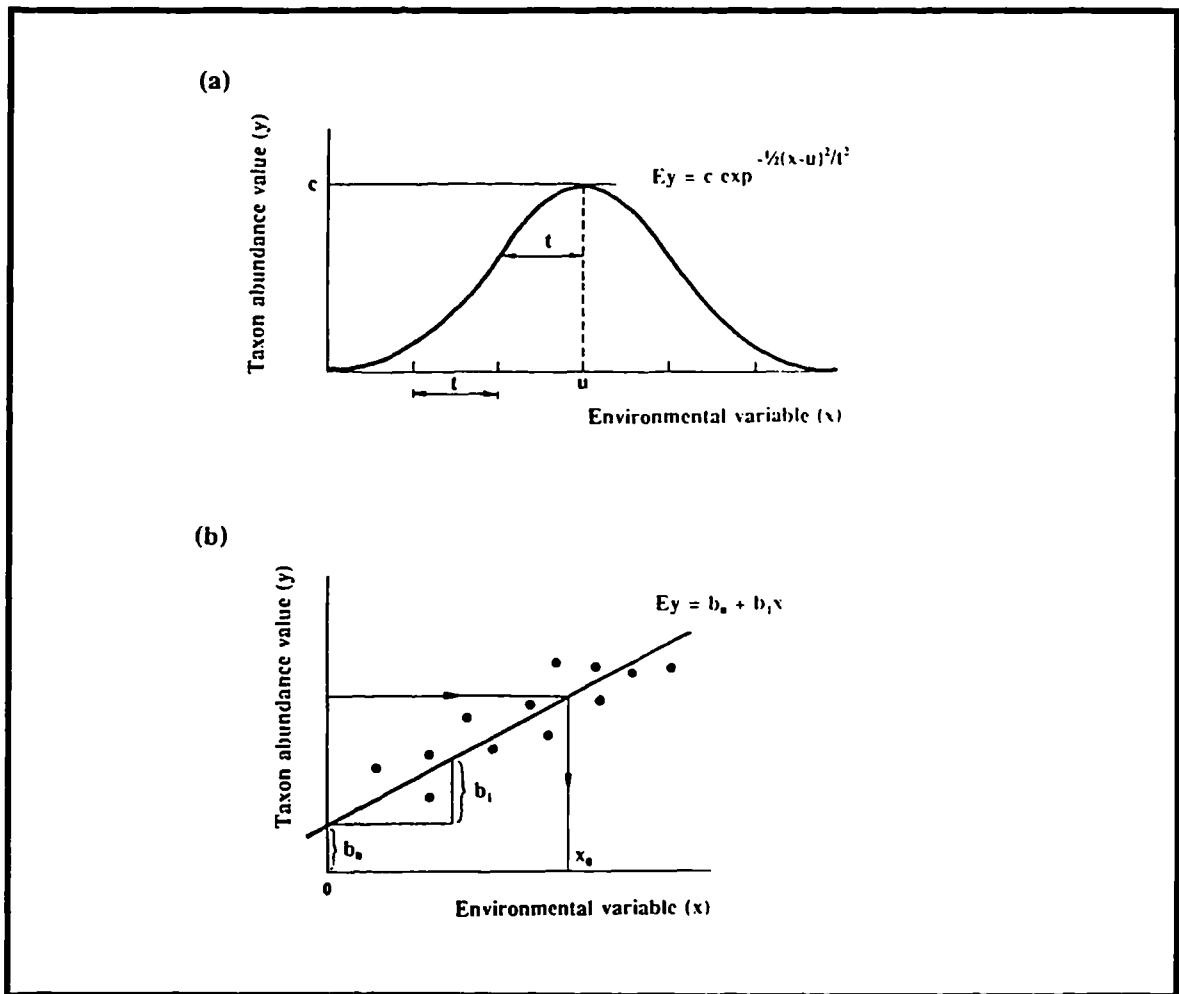 (a)
Taxon abundance value (y)
c
Ey = c exp^-½(x-u)²/t²
t
t
u
Environmental variable (x)
(b)
Taxon abundance value (y)
Ey = b₀ + b₁x
b₁
b₀
x₀
0
Environmental variable (x)